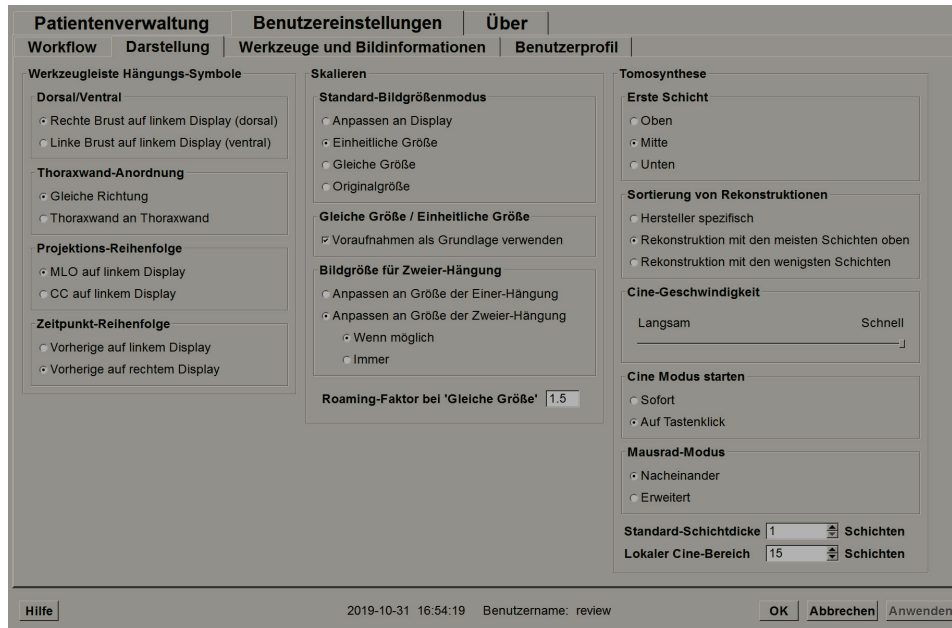 Patientenverwaltung Benutzereinstellungen Über
Workflow Darstellung Werkzeuge und Bildinformationen Benutzerprofil
Werkzeugleiste Hängungs-Symbole
Dorsal/Ventral
Rechte Brust auf linkem Display (dorsal)
Linke Brust auf linkem Display (ventral)
Thoraxwand-Anordnung
Gleiche Richtung
Thoraxwand an Thoraxwand
Projektions-Reihenfolge
MLO auf linkem Display
CC auf linkem Display
Zeitpunkt-Reihenfolge
Vorherige auf linkem Display
Vorherige auf rechtem Display
Skalieren
Standard-Bildgrößenmodus
Anpassen an Display
Einheitliche Größe
Gleiche Größe
Originalgröße
Gleiche Größe / Einheitliche Größe
Voraufnahmen als Grundlage verwenden
Bildgröße für Zweier-Hängung
Anpassen an Größe der Einer-Hängung
Anpassen an Größe der Zweier-Hängung
Wenn möglich
Immer
Roaming-Faktor bei 'Gleiche Größe' 1.5
Tomosynthese
Erste Schicht
Oben
Mitte
Unten
Sortierung von Rekonstruktionen
Hersteller spezifisch
Rekonstruktion mit den meisten Schichten oben
Rekonstruktion mit den wenigsten Schichten
Cine-Geschwindigkeit
Langsam Schnell
Cine Modus starten
Sofort
Auf Tastenklick
Mausrad-Modus
Nacheinander
Erweitert
Standard-Schichtdicke 1 Schichten
Lokaler Cine-Bereich 15 Schichten
Hilfe 2019-10-31 16:54:19 Benutzername: review OK Abbrechen Anwenden